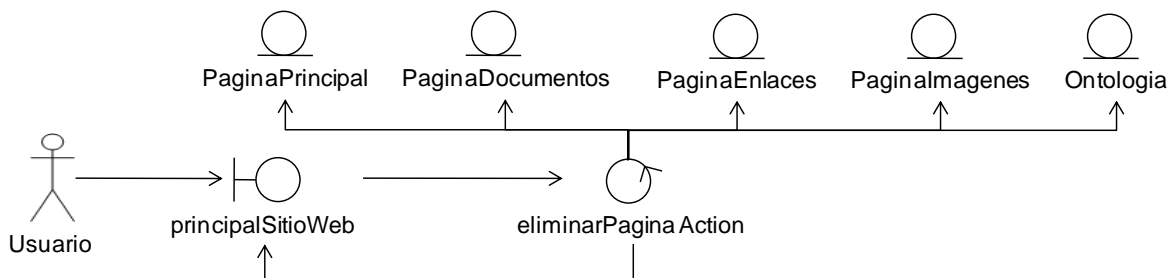 PaginaPrincipal
PaginaDocumentos
PaginaEnlaces
PaginaImagenes
Ontologia
Usuario
principalSitioWeb
eliminarPagina Action